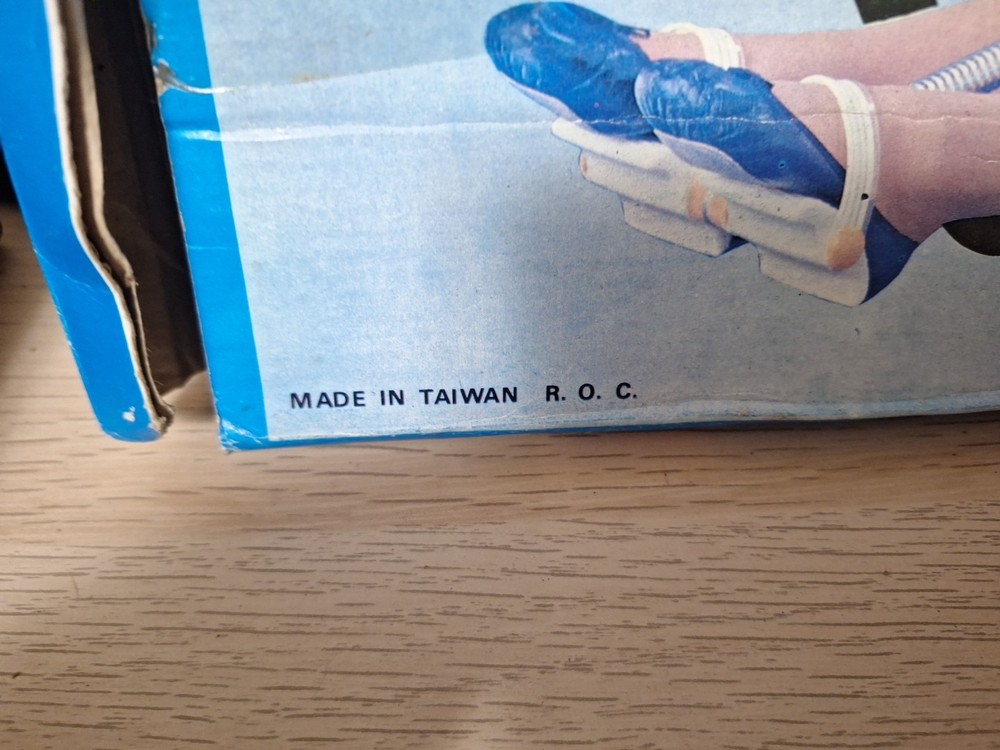 MADE IN TAIWAN R. O. C.